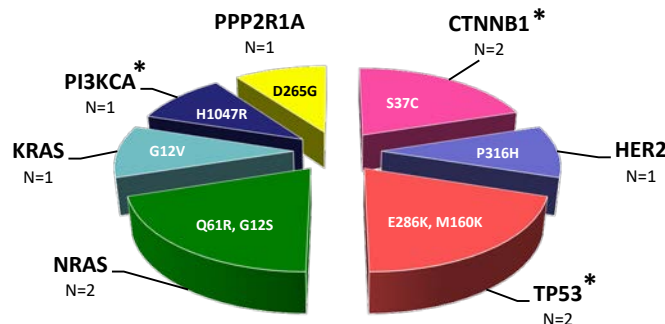 PPP2R1A
N=1
CTNNB1*
N=2
PI3KCA*
N=1
D265G
S37C
H1047R
KRAS
N=1
G12V
P316H
HER2
N=1
Q61R, G12S
E286K, M160K
NRAS
N=2
TP53*
N=2